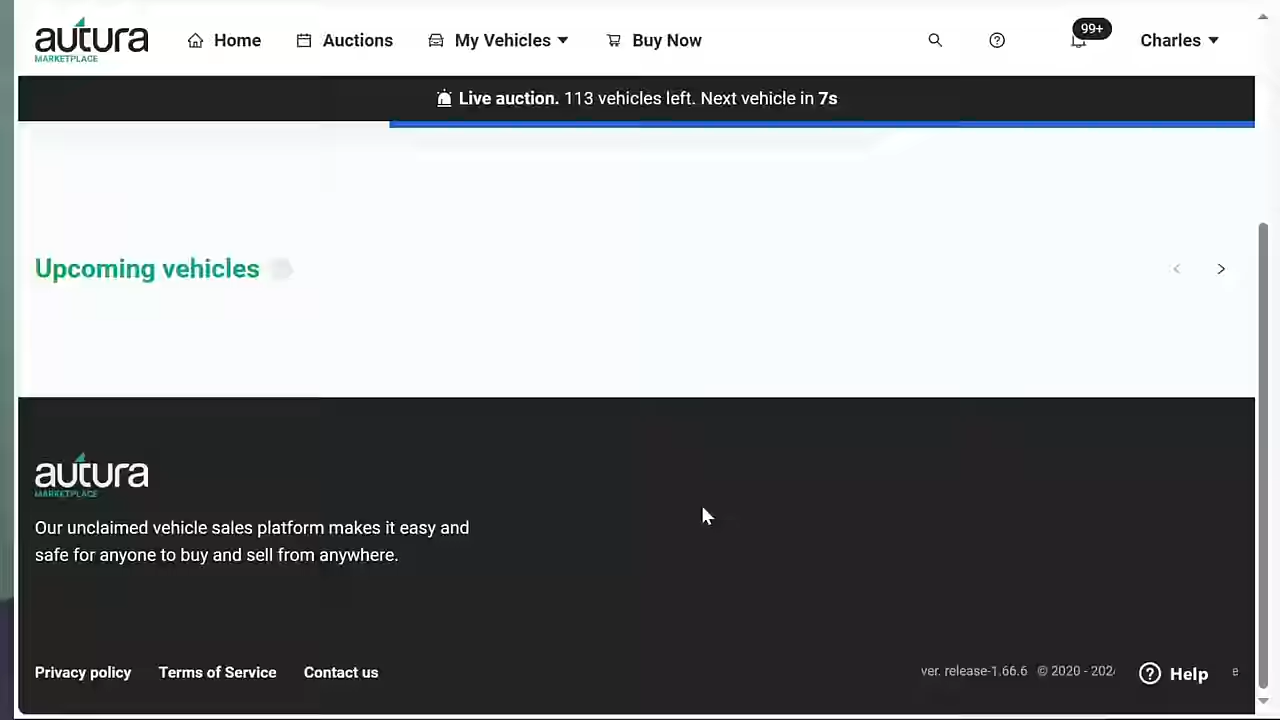 autura
MARKETPLACE
Home
Auctions
My Vehicles
Buy Now
99+
Charles
Live auction. 113 vehicles left. Next vehicle in 7s
Upcoming vehicles
autura
MARKETPLACE
Our unclaimed vehicle sales platform makes it easy and
safe for anyone to buy and sell from anywhere.
Privacy policy
Terms of Service
Contact us
ver. release-1.66.6
© 2020 -
Help